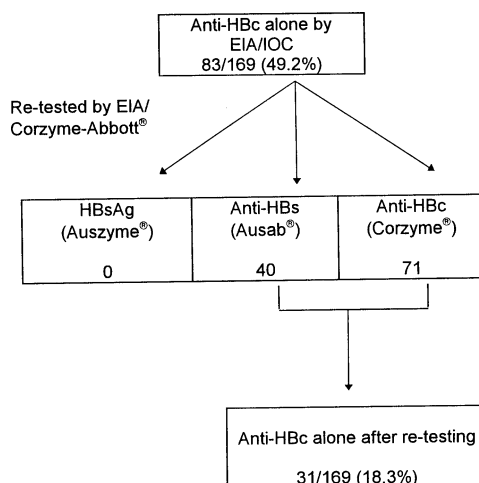 Anti-HBc alone by
EIA/IOC
83/169 (49.2%)
Re-tested by EIA/
Corzyme-Abbott®
HBsAg
(Auszyme®)
0
Anti-HBs
(Ausab®)
40
Anti-HBc
(Corzyme®)
71
Anti-HBc alone after re-testing
31/169 (18.3%)